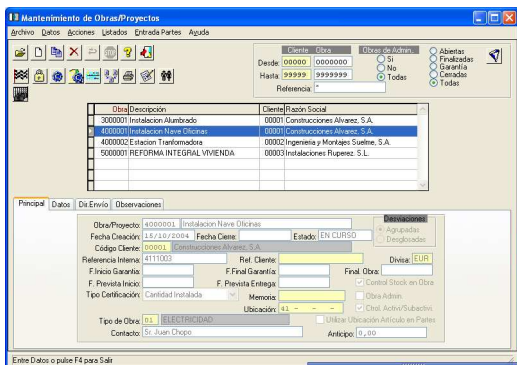 Mantenimiento de Obras/Proyectos
Archivo Datos Acciones Listados Entrada Partes Ayuda
Cliente Obra
Desde: 00000 0000000
Hasta: 99999 9999999
Referencia: *
Obras de Admin.
Si
No
Todas
Abiertas
Finalizadas
Garantía
Cerradas
Todas
Obra Descripción Cliente Razón Social
3000001 Instalacion Alumbrado 00001 Construcciones Alvarez, S.A.
4000001 Instalacion Nave Oficinas 00001 Construcciones Alvarez, S.A.
4000002 Estacion Tranformadora 00002 Ingenieria y Montajes Suelme, S.A.
5000001 REFORMA INTEGRAL VIVIENDA 00003 Instalaciones Ruperez. S.L.
Principal Datos Dir.Envío Observaciones
Obra/Proyecto: 4000001 Instalacion Nave Oficinas
Fecha Creación: 15/10/2004 Fecha Cierre: Estado: EN CURSO
Desviaciones
Agrupadas
Desglosadas
Código Cliente: 00001 Construcciones Alvarez, S.A.
Referencia Interna: 4111003 Ref. Cliente: Divisa: EUR
F.Inicio Garantia: F.Final Garantía: Final. Obra:
F. Prevista Inicio: F. Prevista Entrega: Control Stock en Obra
Tipo Certificación: Cantidad Instalada Memoria: Obra Admin.
Ubicación: 41 - - Ctrol. Activi/Subactivi
Tipo de Obra: 01 ELECTRICIDAD Utilizar Ubicación Artículo en Partes
Contacto: Sr. Juan Chopo Anticipo: 0,00
Entre Datos o pulse F4 para Salir